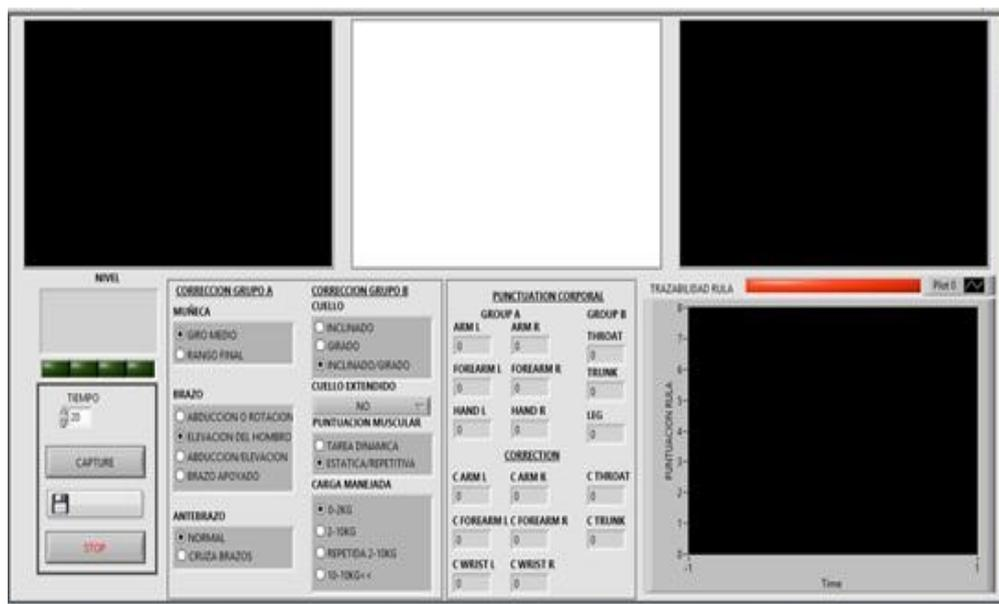 NIVEL
TIEMPO
20
CAPTURE
STOP
CORRECCION GRUPO A
MUÑECA
GIRO MEDIO
RANGO FINAL
BRAZO
ABDUCCION O ROTACION
ELEVACION DEL HOMBRO
ABDUCCION/ELEVACION
BRAZO APOYADO
ANTEBRAZO
NORMAL
CRUZA BRAZOS
CORRECCION GRUPO B
CUELLO
INCLINADO
GIRADO
INCLINADO/GIRADO
CUELLO EXTENDIDO
NO
PUNTUACION MUSCULAR
TAREA DINAMICA
ESTATICA/REPETITIVA
CARGA MANEJADA
0-2KG
2-10KG
REPETIDA 2-10KG
10-10KG<<
PUNCTUATION CORPORAL
GROUP A GROUP B
ARM L ARM R THROAT
0 0 0
FOREARM L FOREARM R TRUNK
0 0 0
HAND L HAND R LEG
0 0 0
CORRECTION
C ARM L C ARM R C THROAT
0 0 0
C FOREARM L C FOREARM R C TRUNK
0 0 0
C WRIST L C WRIST R
0 0
TRAZABILIDAD RULA Plot 0
PUNTUACION RULA
8
7
6
5
4
3
2
1
0
-1 1
Time